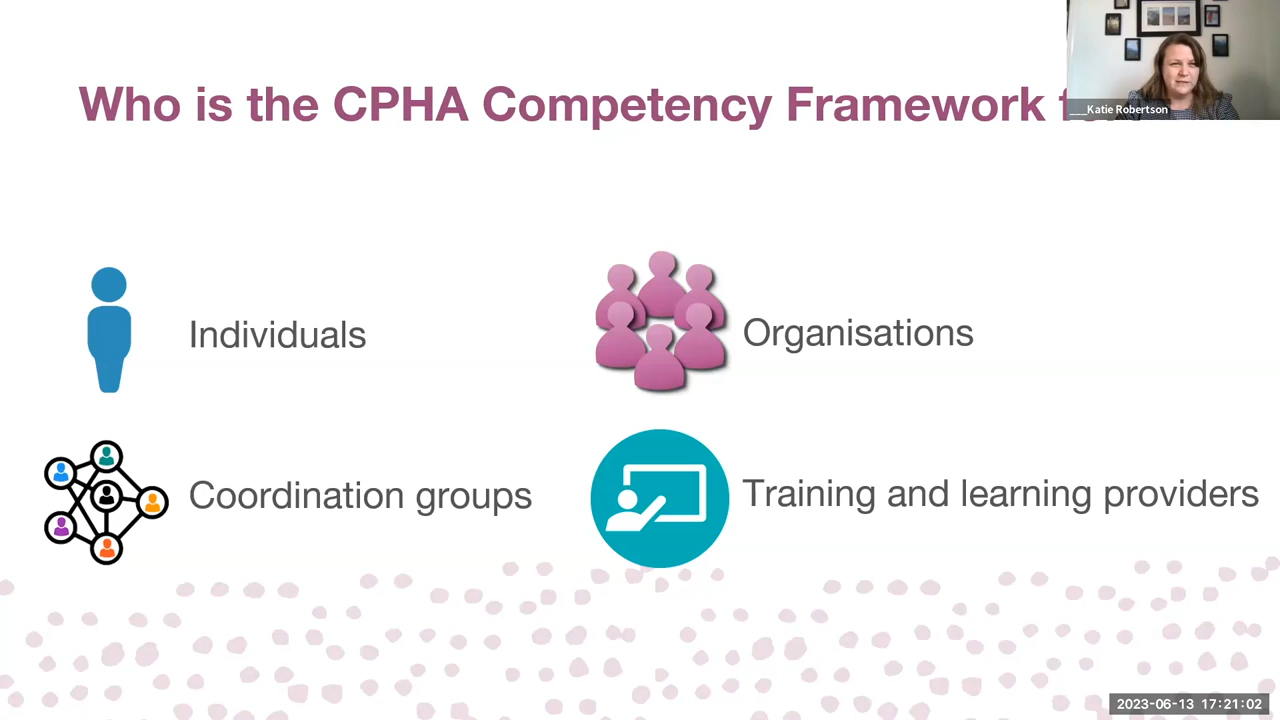 Who is the CPHA Competency Framework
___Katie Robertson
Individuals
Organisations
Coordination groups
Training and learning providers
2023-06-13 17:21:02